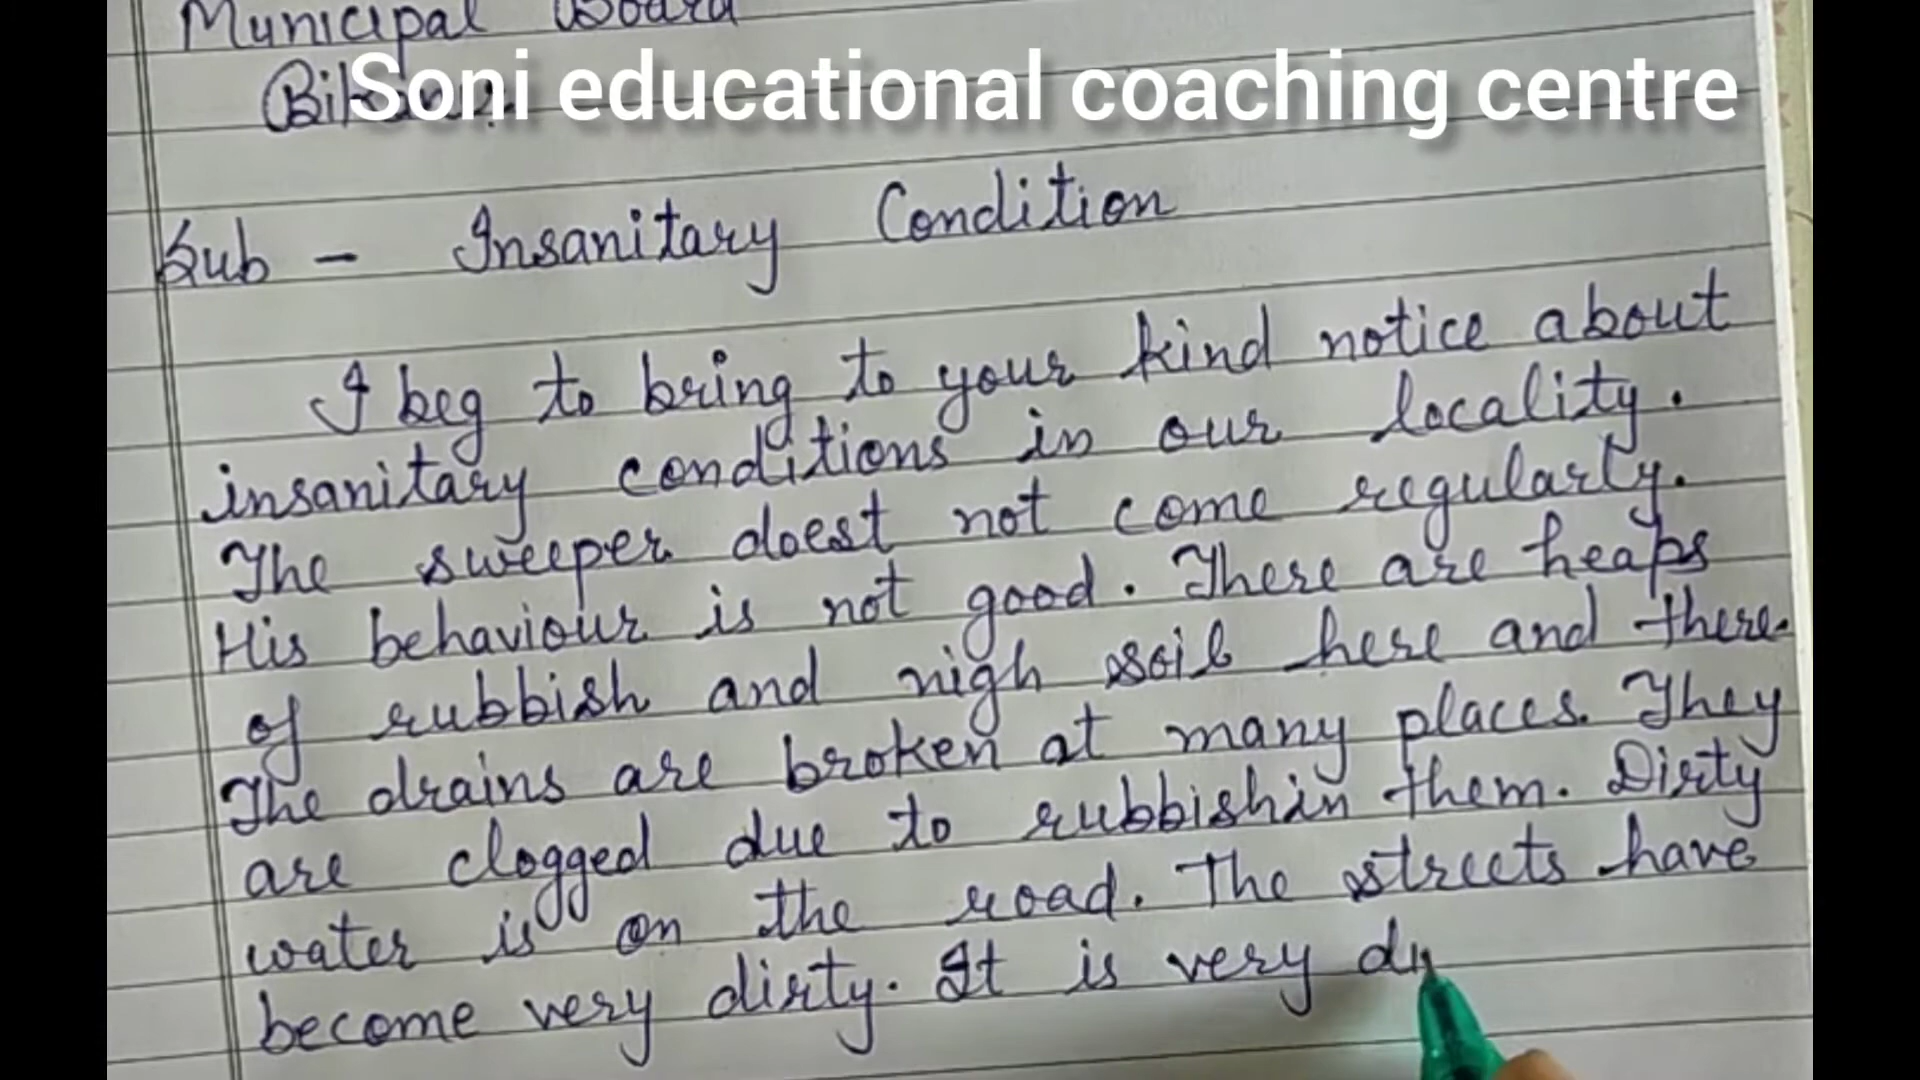 Municipal Board
Soni educational coaching centre
Sub - Insanitary Condition
I beg to bring to your kind notice about
insanitary conditions in our locality.
The sweeper doest not come regularly.
His behaviour is not good. There are heaps
of rubbish and nigh soil here and there.
The drains are broken at many places. They
are clogged due to rubbish in them. Dirty
water is on the road. The streets have
become very dirty. It is very